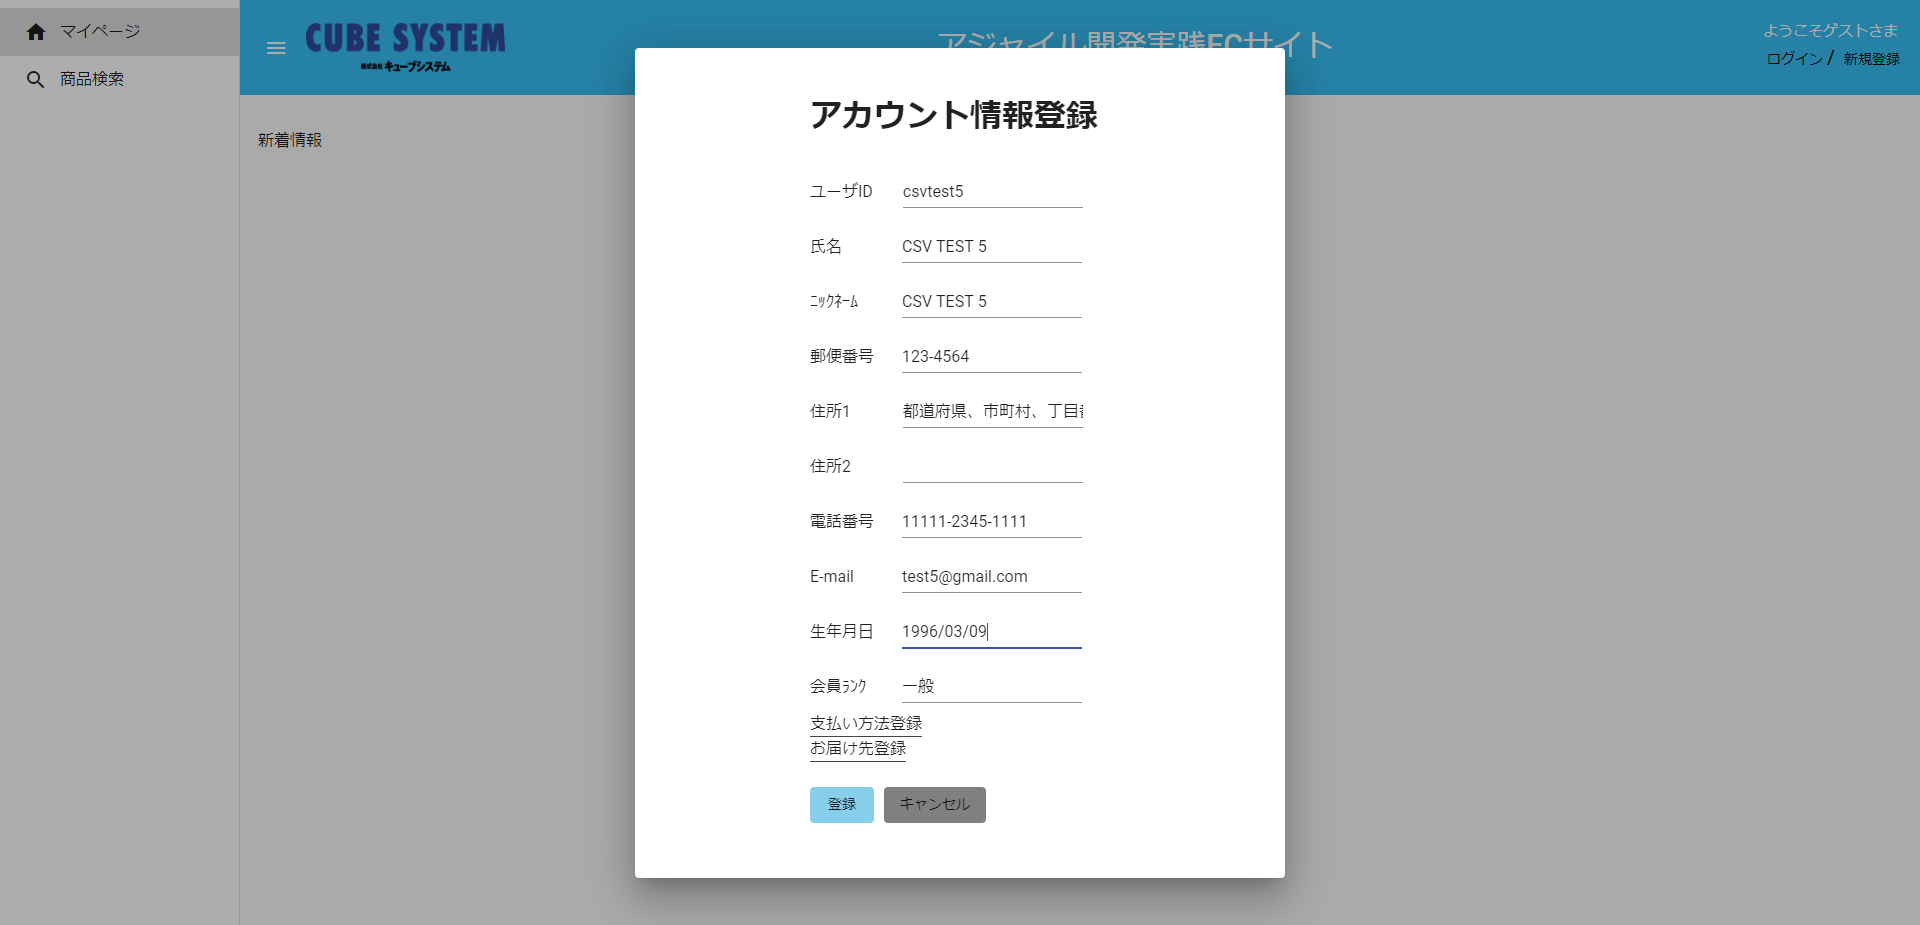 マイページ
商品検索
CUBE SYSTEM
株式会社 キューブシステム
アジャイル開発実践ECサイト
ようこそゲストさま
ログイン / 新規登録
新着情報
アカウント情報登録
ユーザID csvtest5
氏名 CSV TEST 5
ﾆｯｸﾈｰﾑ CSV TEST 5
郵便番号 123-4564
住所1 都道府県、市町村、丁目
住所2
電話番号 11111-2345-1111
E-mail test5@gmail.com
生年月日 1996/03/09
会員ﾗﾝｸ 一般
支払い方法登録
お届け先登録
登録 キャンセル